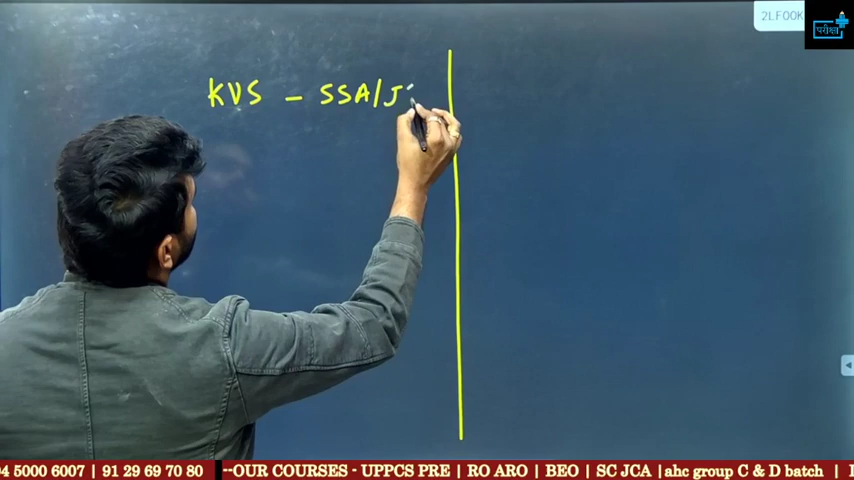 2LFOOK
परीक्षा
KVS - SSA/J
4 5000 6007 | 91 29 69 70 80 | --OUR COURSES - UPPCS PRE | RO ARO | BEO | SC JCA |ahc group C & D batch |